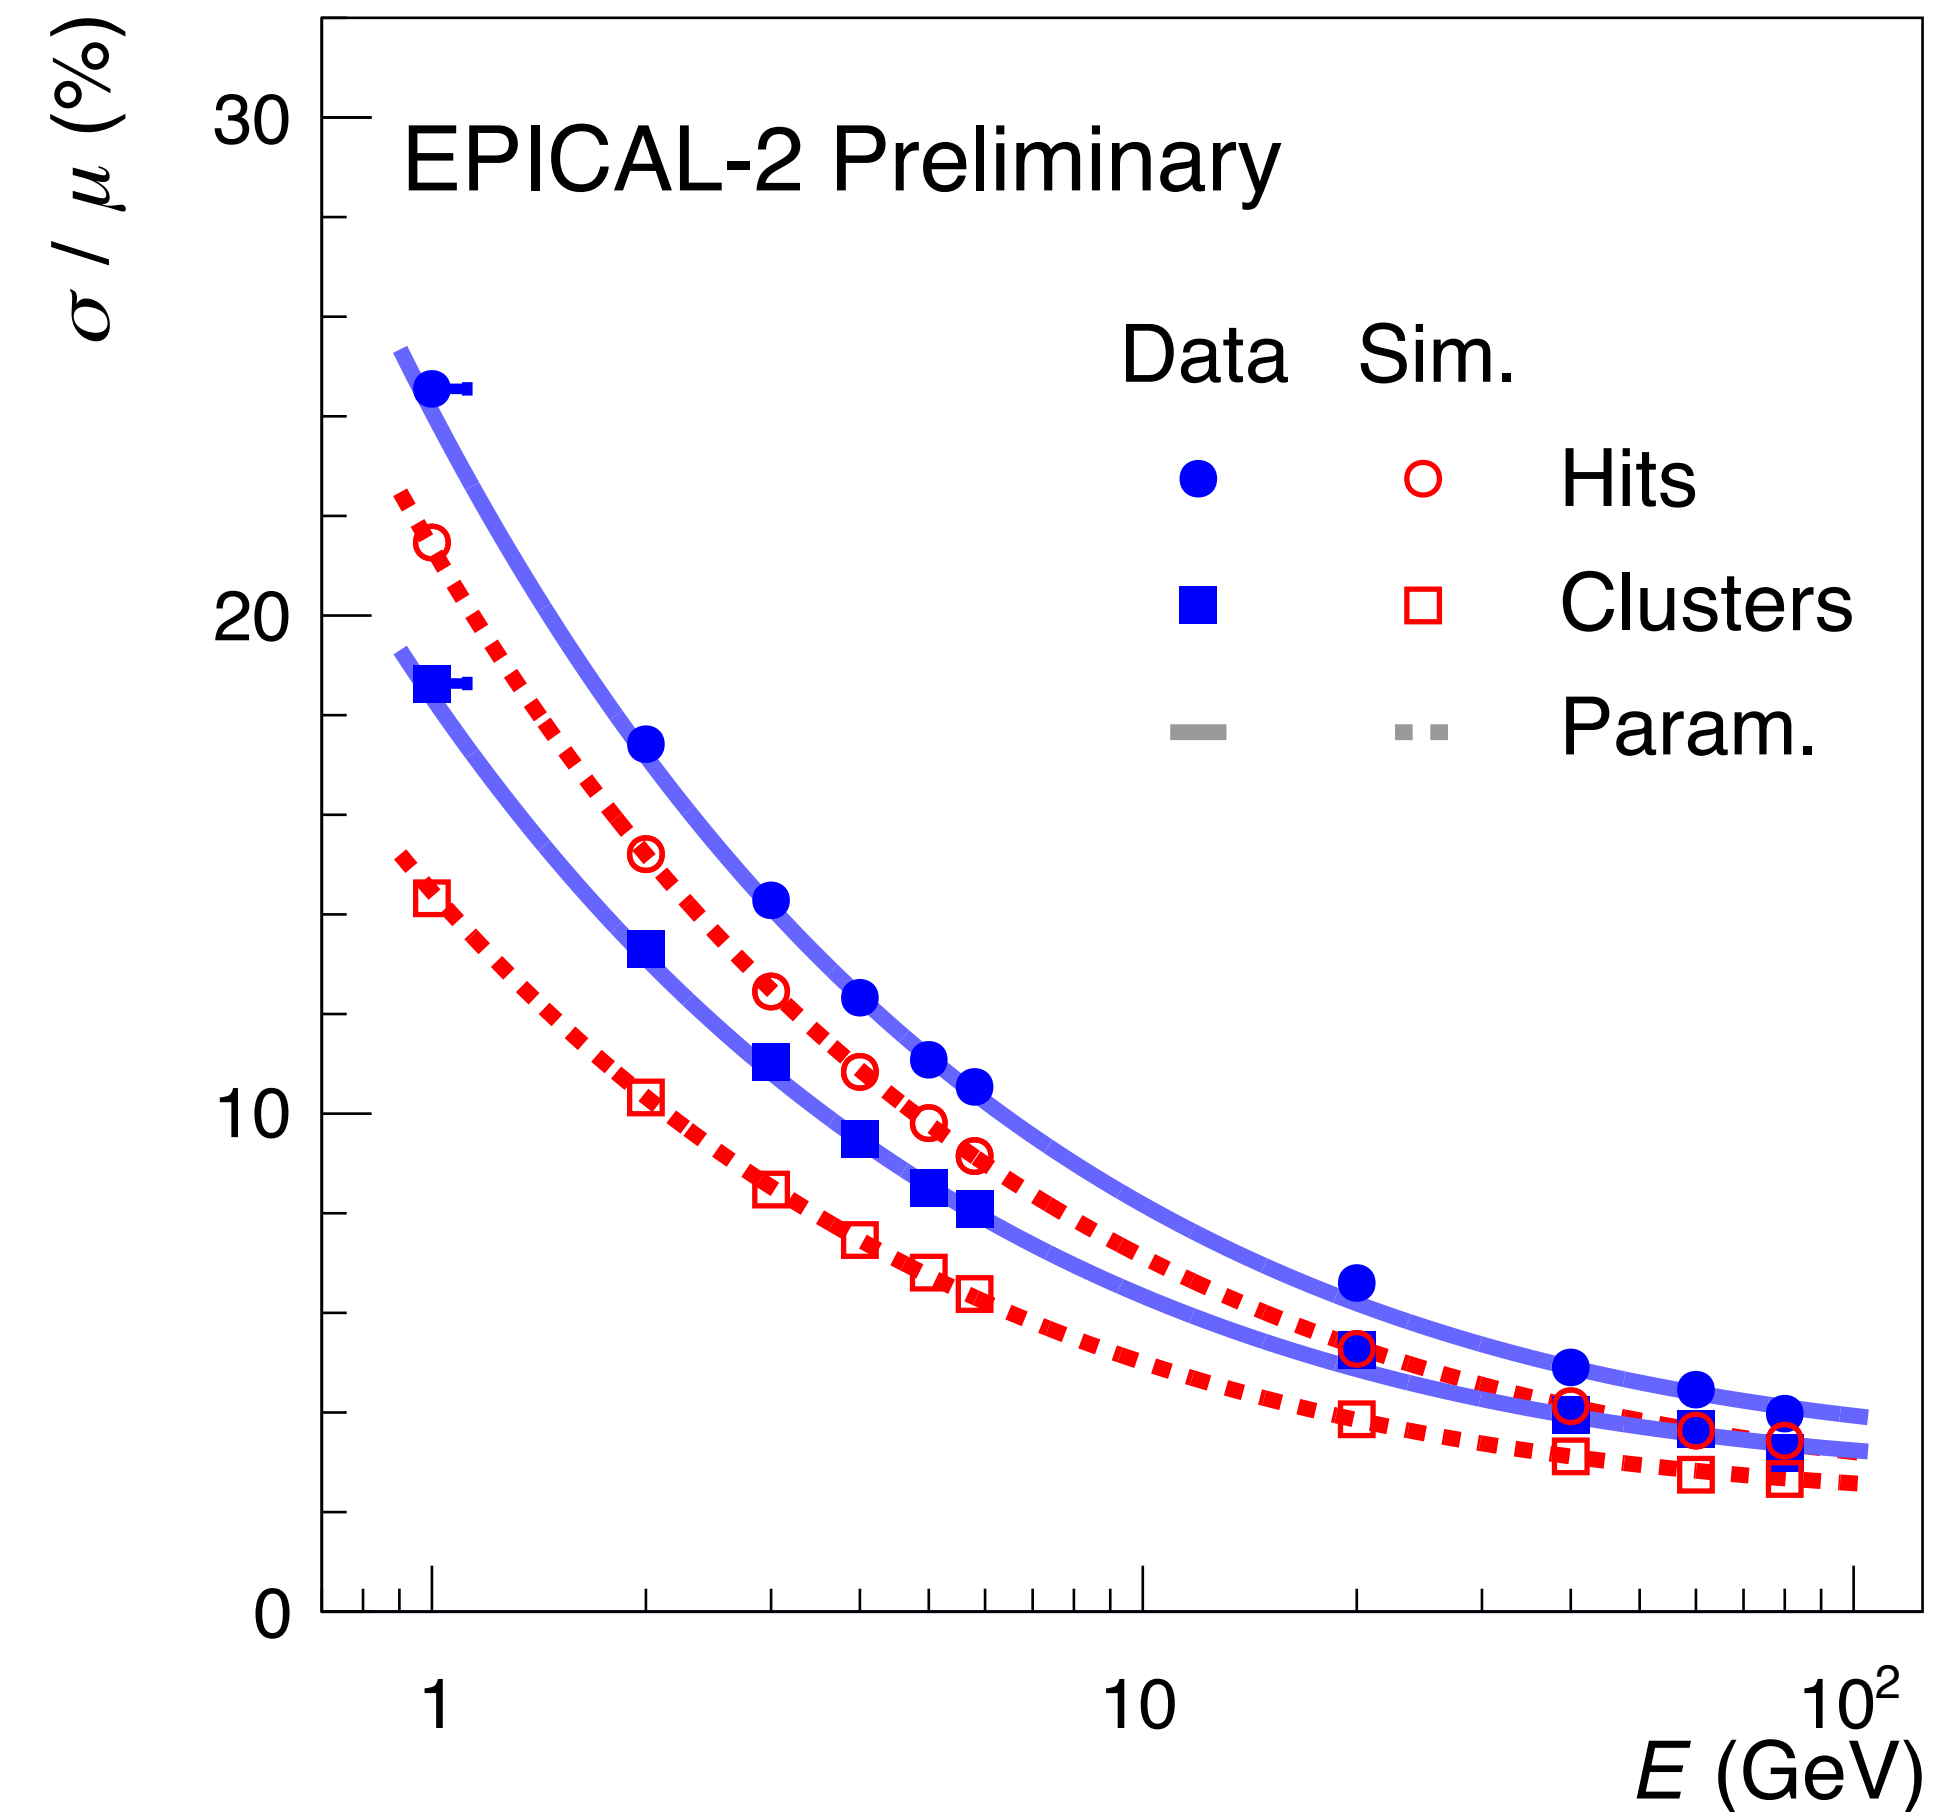 σ / μ (%)
30
20
10
0
EPICAL-2 Preliminary
Data Sim.
Hits
Clusters
Param.
1 10 10²
E (GeV)